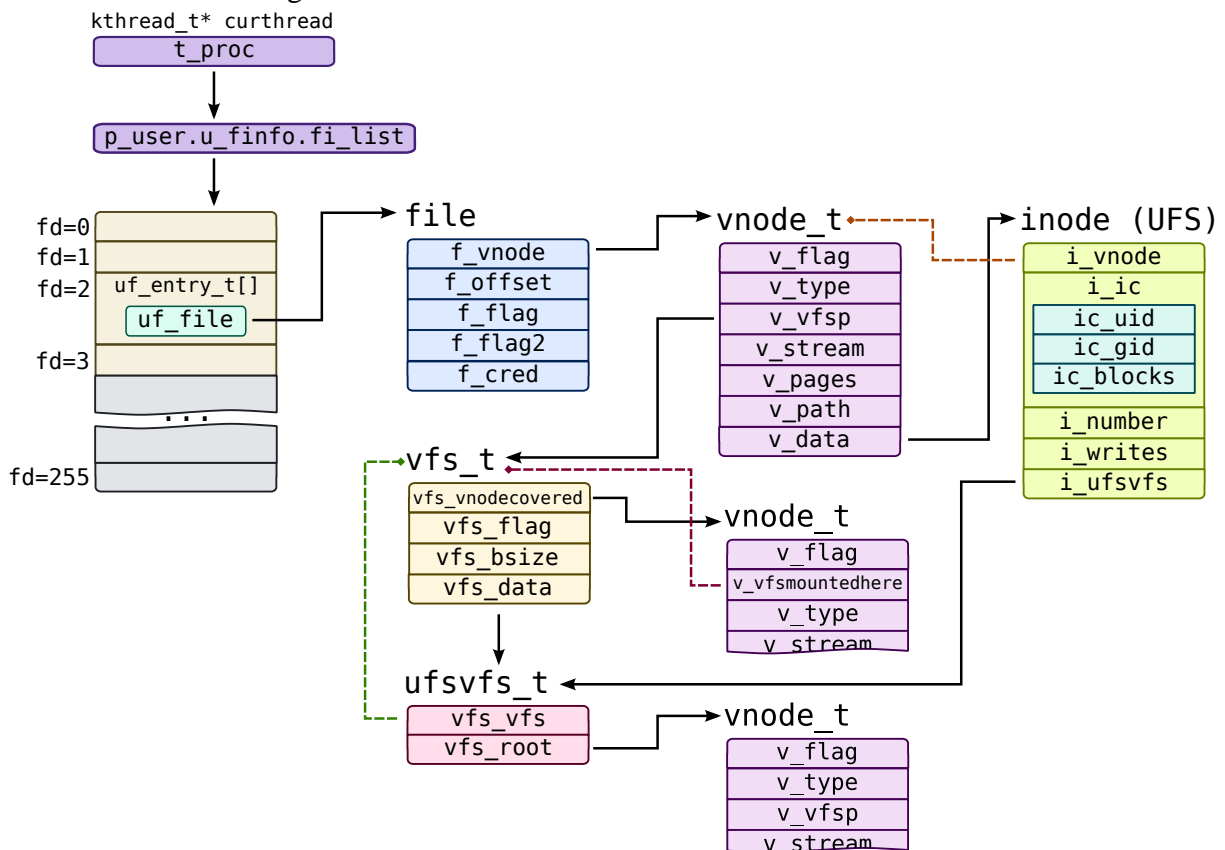 kthread_t* curthread
t_proc
p_user.u_finfo.fi_list
fd=0
fd=1
fd=2
uf_entry_t[]
uf_file
fd=3
...
fd=255
file
f_vnode
f_offset
f_flag
f_flag2
f_cred
vnode_t
v_flag
v_type
v_vfsp
v_stream
v_pages
v_path
v_data
inode (UFS)
i_vnode
i_ic
ic_uid
ic_gid
ic_blocks
i_number
i_writes
i_ufsvfs
vfs_t
vfs_vnodecovered
vfs_flag
vfs_bsize
vfs_data
vnode_t
v_flag
v_vfsmountedhere
v_type
v_stream
ufsvfs_t
vfs_vfs
vfs_root
vnode_t
v_flag
v_type
v_vfsp
v_stream